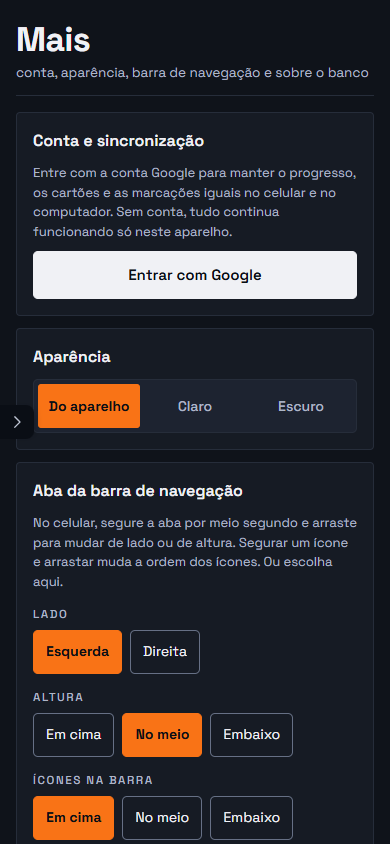 Mais
conta, aparência, barra de navegação e sobre o banco
Conta e sincronização
Entre com a conta Google para manter o progresso,
os cartões e as marcações iguais no celular e no
computador. Sem conta, tudo continua
funcionando só neste aparelho.
Entrar com Google
Aparência
Do aparelho Claro Escuro
Aba da barra de navegação
No celular, segure a aba por meio segundo e arraste
para mudar de lado ou de altura. Segurar um ícone
e arrastar muda a ordem dos ícones. Ou escolha
aqui.
LADO
Esquerda Direita
ALTURA
Em cima No meio Embaixo
ÍCONES NA BARRA
Em cima No meio Embaixo